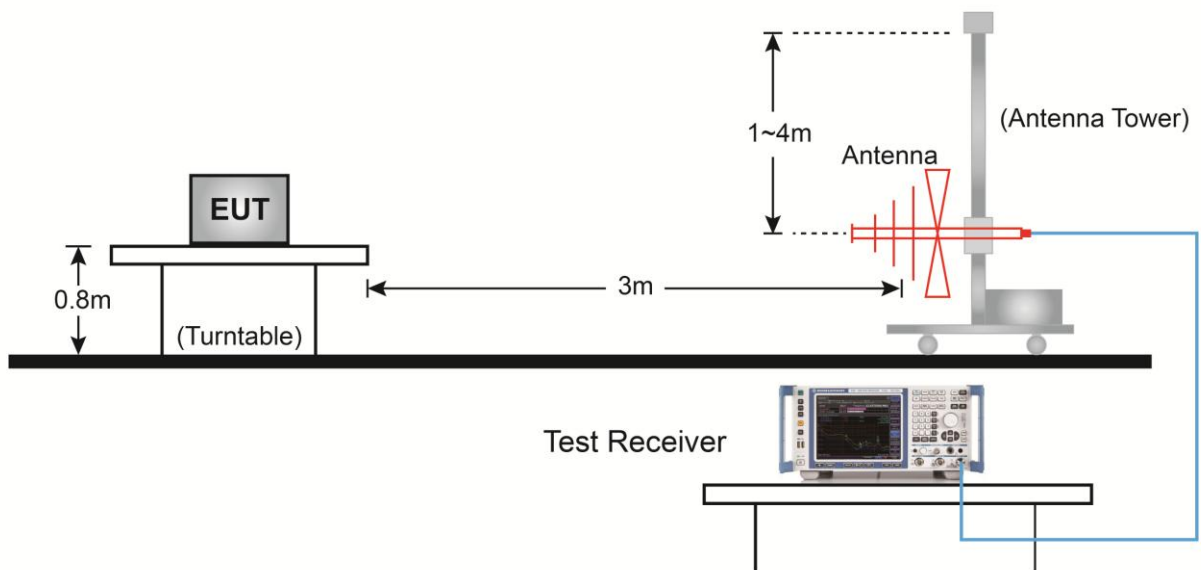 1~4m
(Antenna Tower)
Antenna
EUT
0.8m
3m
(Turntable)
Test Receiver